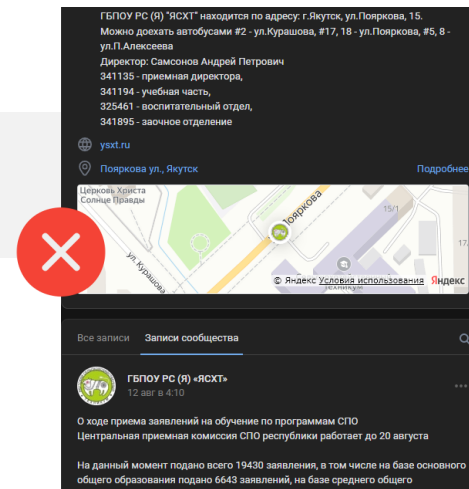 ГБПОУ РС (Я) "ЯСХТ" находится по адресу: г.Якутск, ул.Пояркова, 15.
Можно доехать автобусами #2 - ул.Курашова, #17, 18 - ул.Пояркова, #5, 8 -
ул.П.Алексеева
Директор: Самсонов Андрей Петрович
341135 - приемная директора,
341194 - учебная часть,
325461 - воспитательный отдел,
341895 - заочное отделение
ysxt.ru
Пояркова ул., Якутск
Подробнее
Церковь Христа
Солнце Правды
Пояркова
15/1
17
ул. Курашова
© Яндекс Условия использования Яндекс
Все записи Записи сообщества
ГБПОУ РС (Я) «ЯСХТ»
12 авг в 4:10
О ходе приема заявлений на обучение по программам СПО
Центральная приемная комиссия СПО республики работает до 20 августа
На данный момент подано всего 19430 заявления, в том числе на базе основного
общего образования подано 6643 заявлений, на базе среднего общего